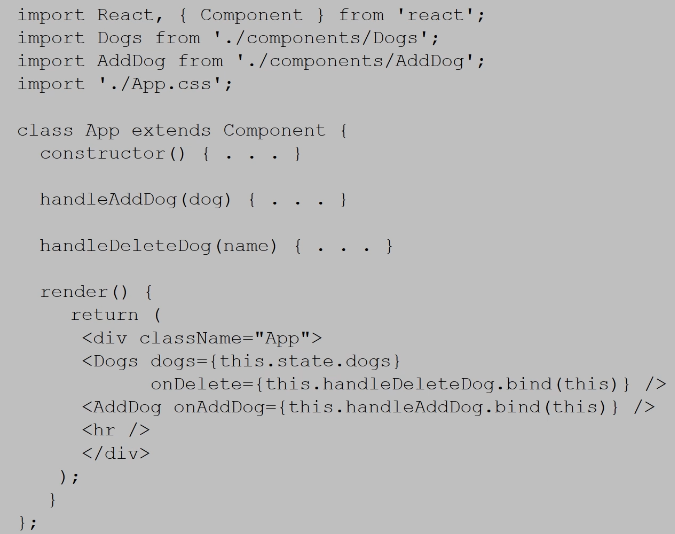 import React, { Component } from 'react';
import Dogs from './components/Dogs';
import AddDog from './components/AddDog';
import './App.css';
class App extends Component {
constructor() { . . . }
handleAddDog(dog) { . . . }
handleDeleteDog(name) { . . . }
render() {
return (
<div className="App">
<Dogs dogs={this.state.dogs}
onDelete={this.handleDeleteDog.bind(this)} />
<AddDog onAddDog={this.handleAddDog.bind(this)} />
<hr />
</div>
);
}
};